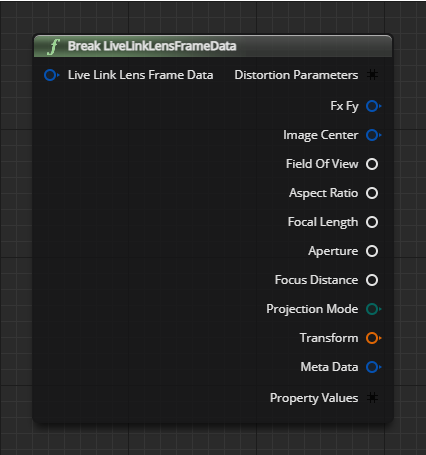 f Break LiveLinkLensFrameData
Live Link Lens Frame Data Distortion Parameters
Fx Fy
Image Center
Field Of View
Aspect Ratio
Focal Length
Aperture
Focus Distance
Projection Mode
Transform
Meta Data
Property Values